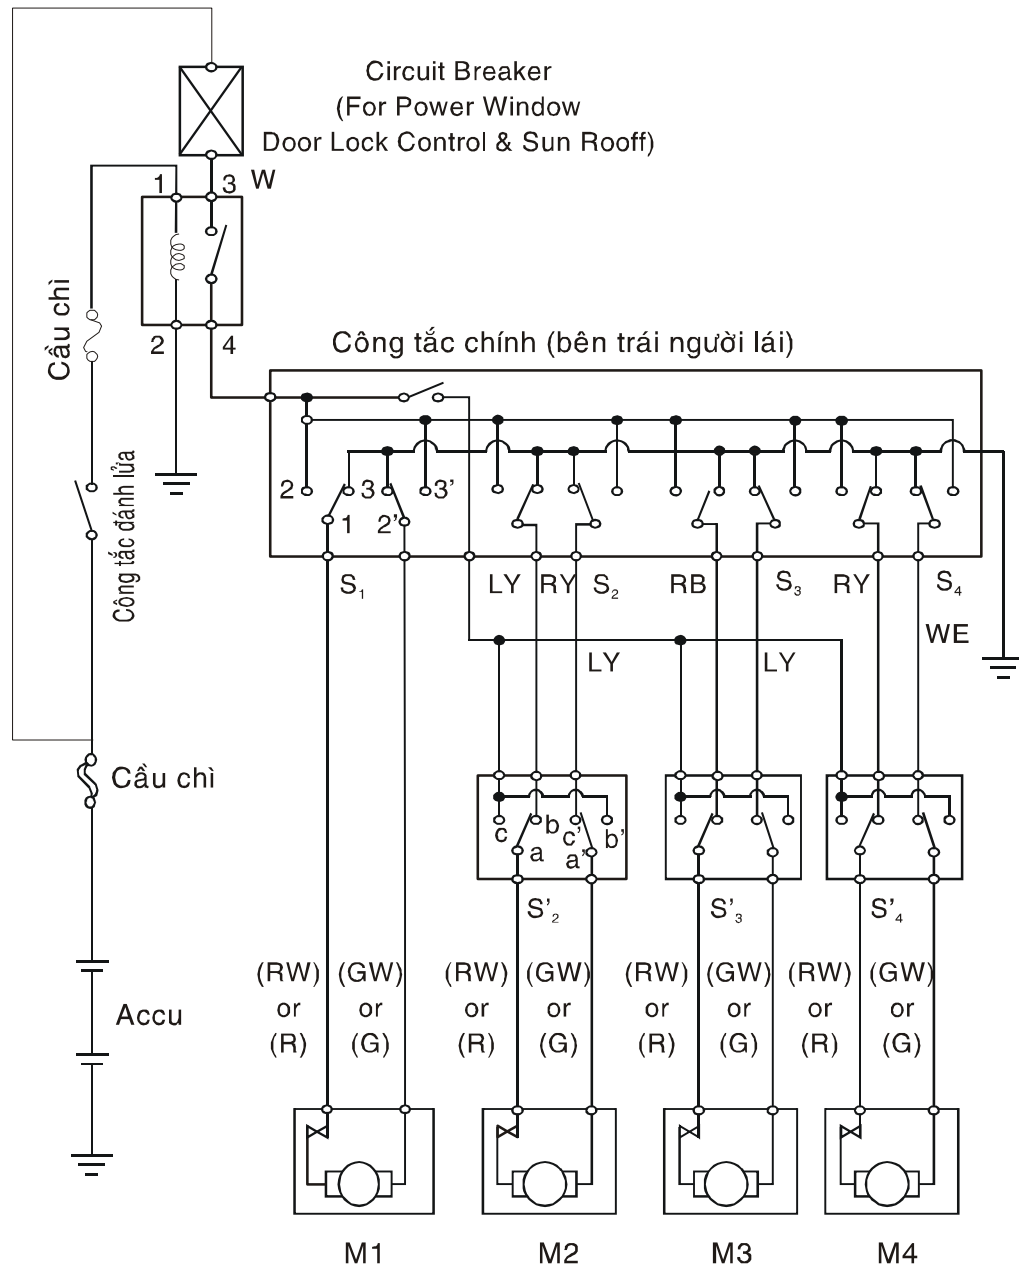 Circuit Breaker
(For Power Window
Door Lock Control & Sun Rooff)
1 3 W
Cầu chì
2 4
Công tắc chính (bên trái người lái)
Công tắc đánh lửa
2 3 3'
1 2'
S1 LY RY S2 RB S3 RY S4
WE
LY LY
Cầu chì
c b c' b'
a a'
S'2 S'3 S'4
(RW) (GW) (RW) (GW) (RW) (GW) (RW) (GW)
or or or or or or or or
(R) (G) (R) (G) (R) (G) (R) (G)
Accu
M1 M2 M3 M4